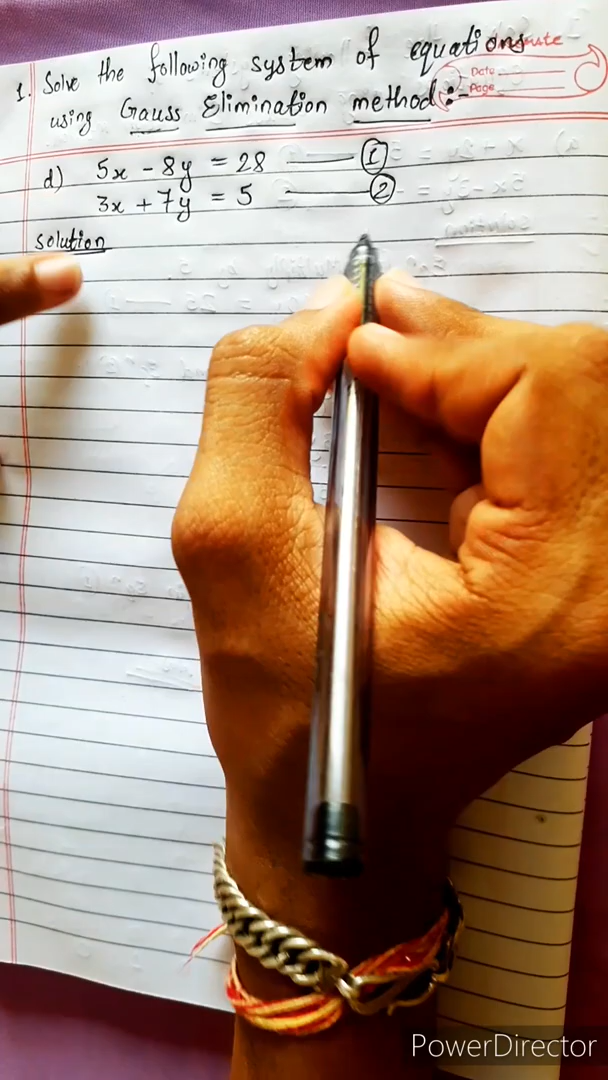 1. Solve the following system of equations
using Gauss Elimination method :-
Date
Page
d) 5x - 8y = 28 ——— ①
3x + 7y = 5 ——— ②
solution
PowerDirector